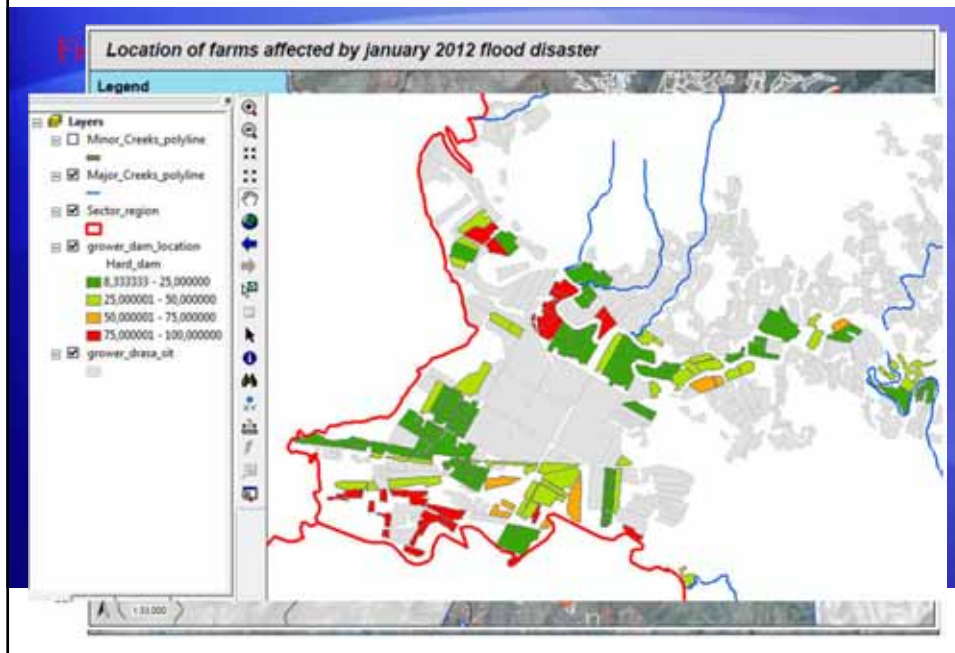 Location of farms affected by january 2012 flood disaster
Legend
Layers
Minor_Creeks_polyline
Major_Creeks_polyline
Sector_region
grower_dam_location
Hard_dam
8,333333 - 25,000000
25,000001 - 50,000000
50,000001 - 75,000000
75,000001 - 100,000000
grower_drasa_sit
1:33,000